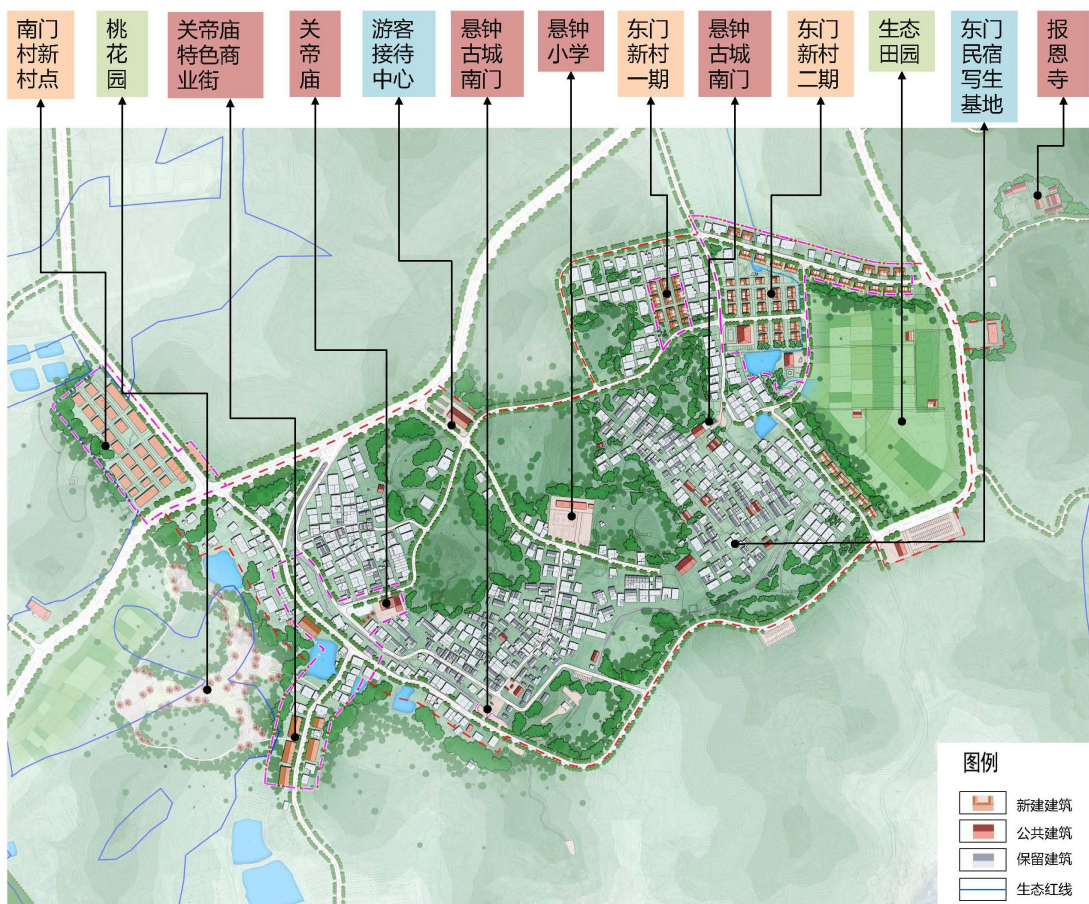 南门
村新
村点
桃
花
园
关帝庙
特色商
业街
关
帝
庙
游客
接待
中心
悬钟
古城
南门
悬钟
小学
东门
新村
一期
悬钟
古城
南门
东门
新村
二期
生态
田园
东门
民宿
写生
基地
报
恩
寺
图例
新建建筑
公共建筑
保留建筑
生态红线